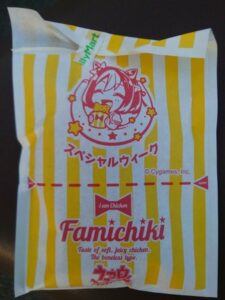 ilyMart
スペシャルウィーク
© Cygames, Inc.
I am Chicken
Famichiki
Taste of soft, juicy chicken.
The boneless type.